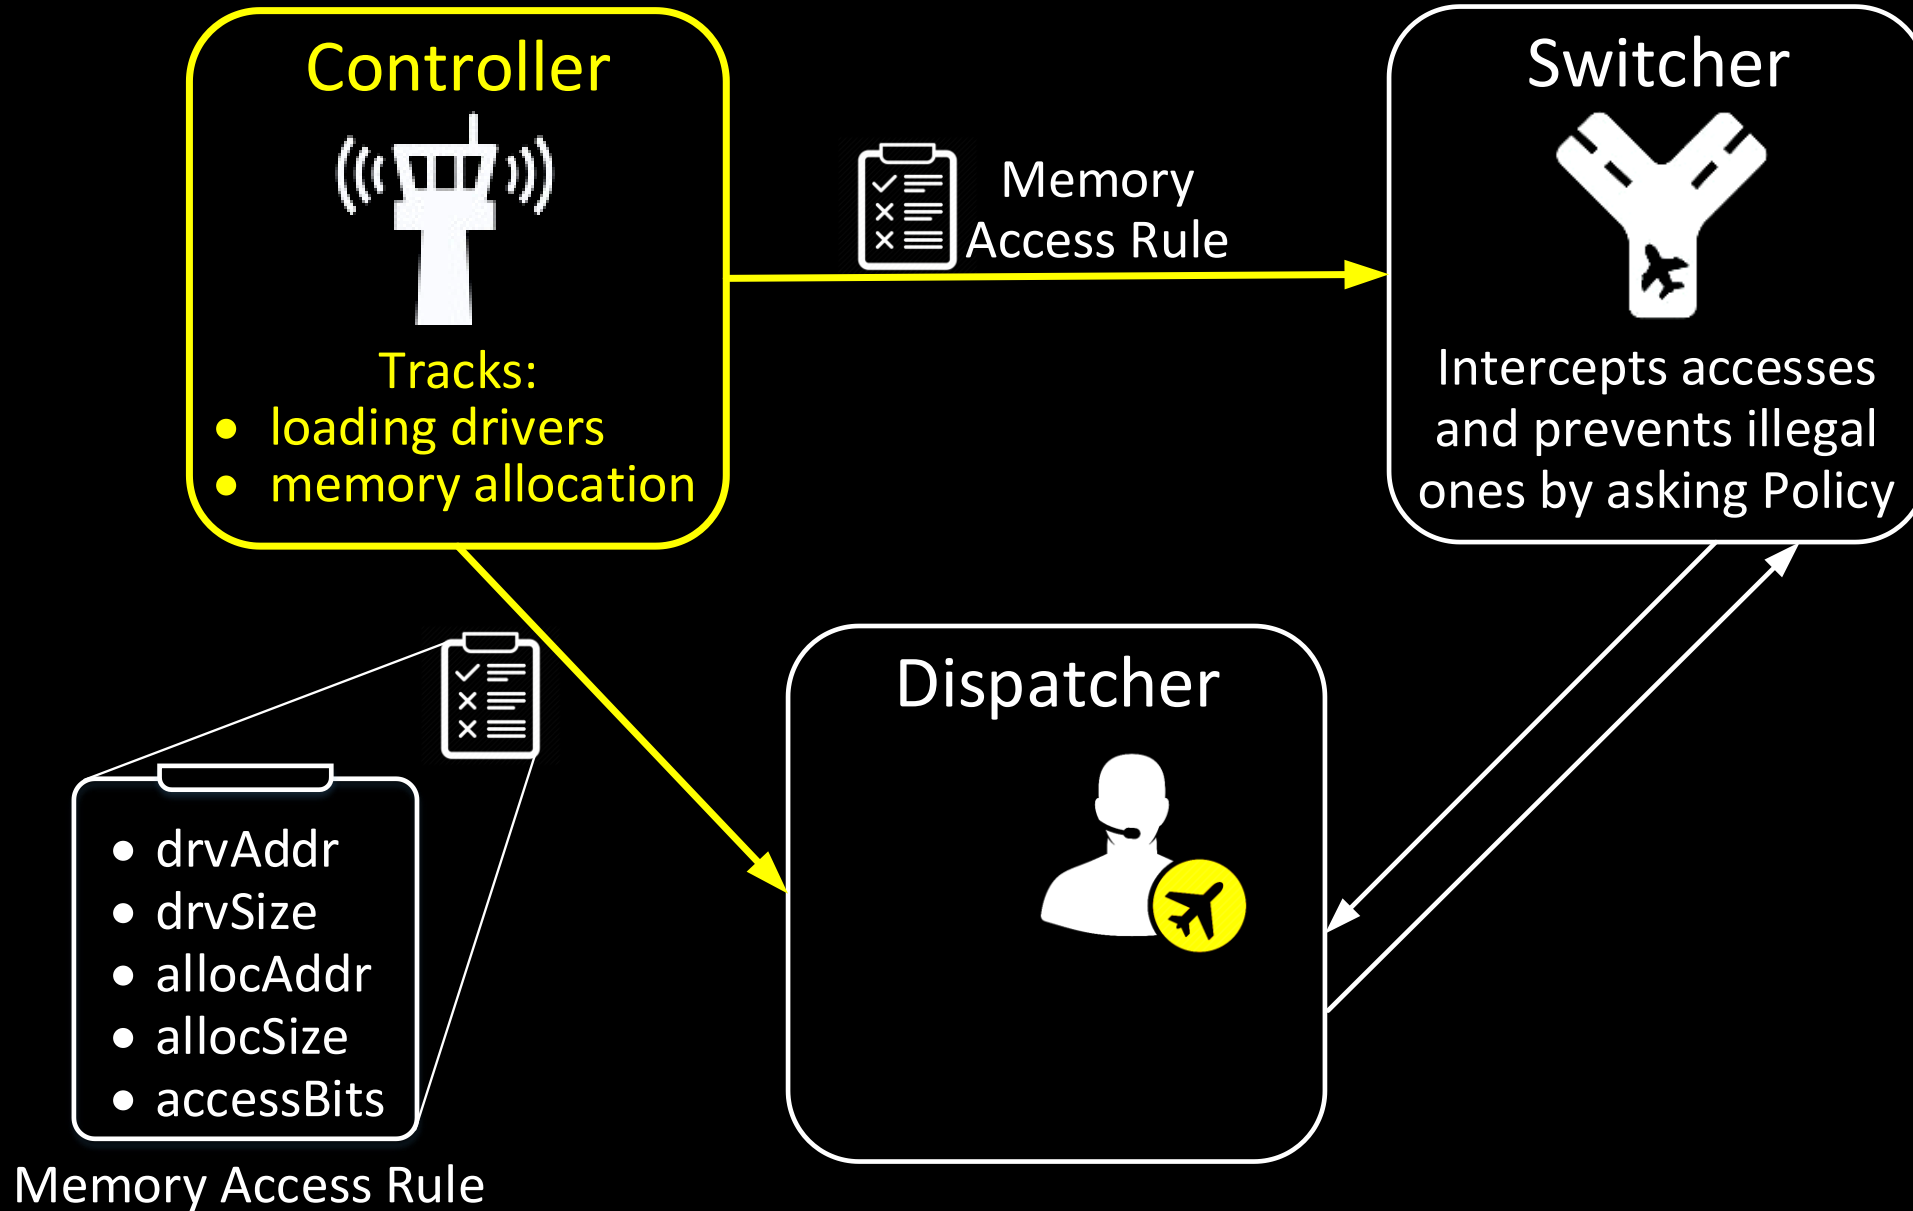 Controller
Tracks:
• loading drivers
• memory allocation
Memory
Access Rule
Switcher
Intercepts accesses
and prevents illegal
ones by asking Policy
Dispatcher
• drvAddr
• drvSize
• allocAddr
• allocSize
• accessBits
Memory Access Rule